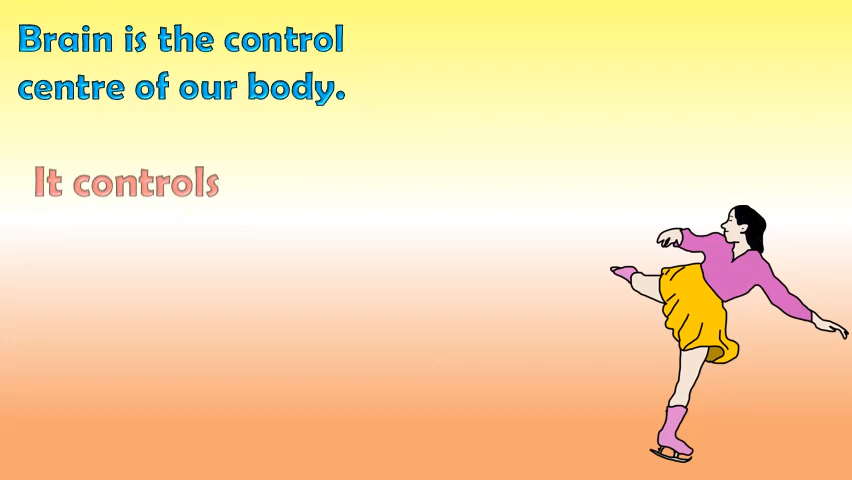 Brain is the control
centre of our body.
It controls